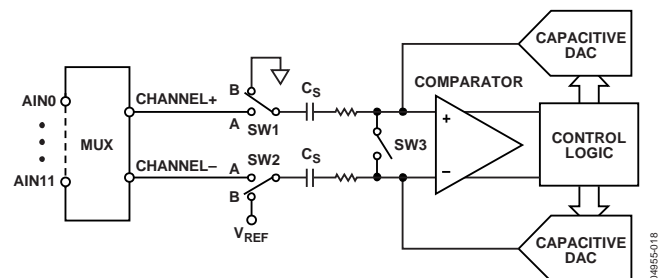 CAPACITIVE
DAC
B
CS
COMPARATOR
AIN0
CHANNEL+
A
SW1
+
MUX
SW3
CONTROL
LOGIC
CHANNEL–
A
SW2
CS
–
AIN11
B
VREF
CAPACITIVE
DAC
04955-018